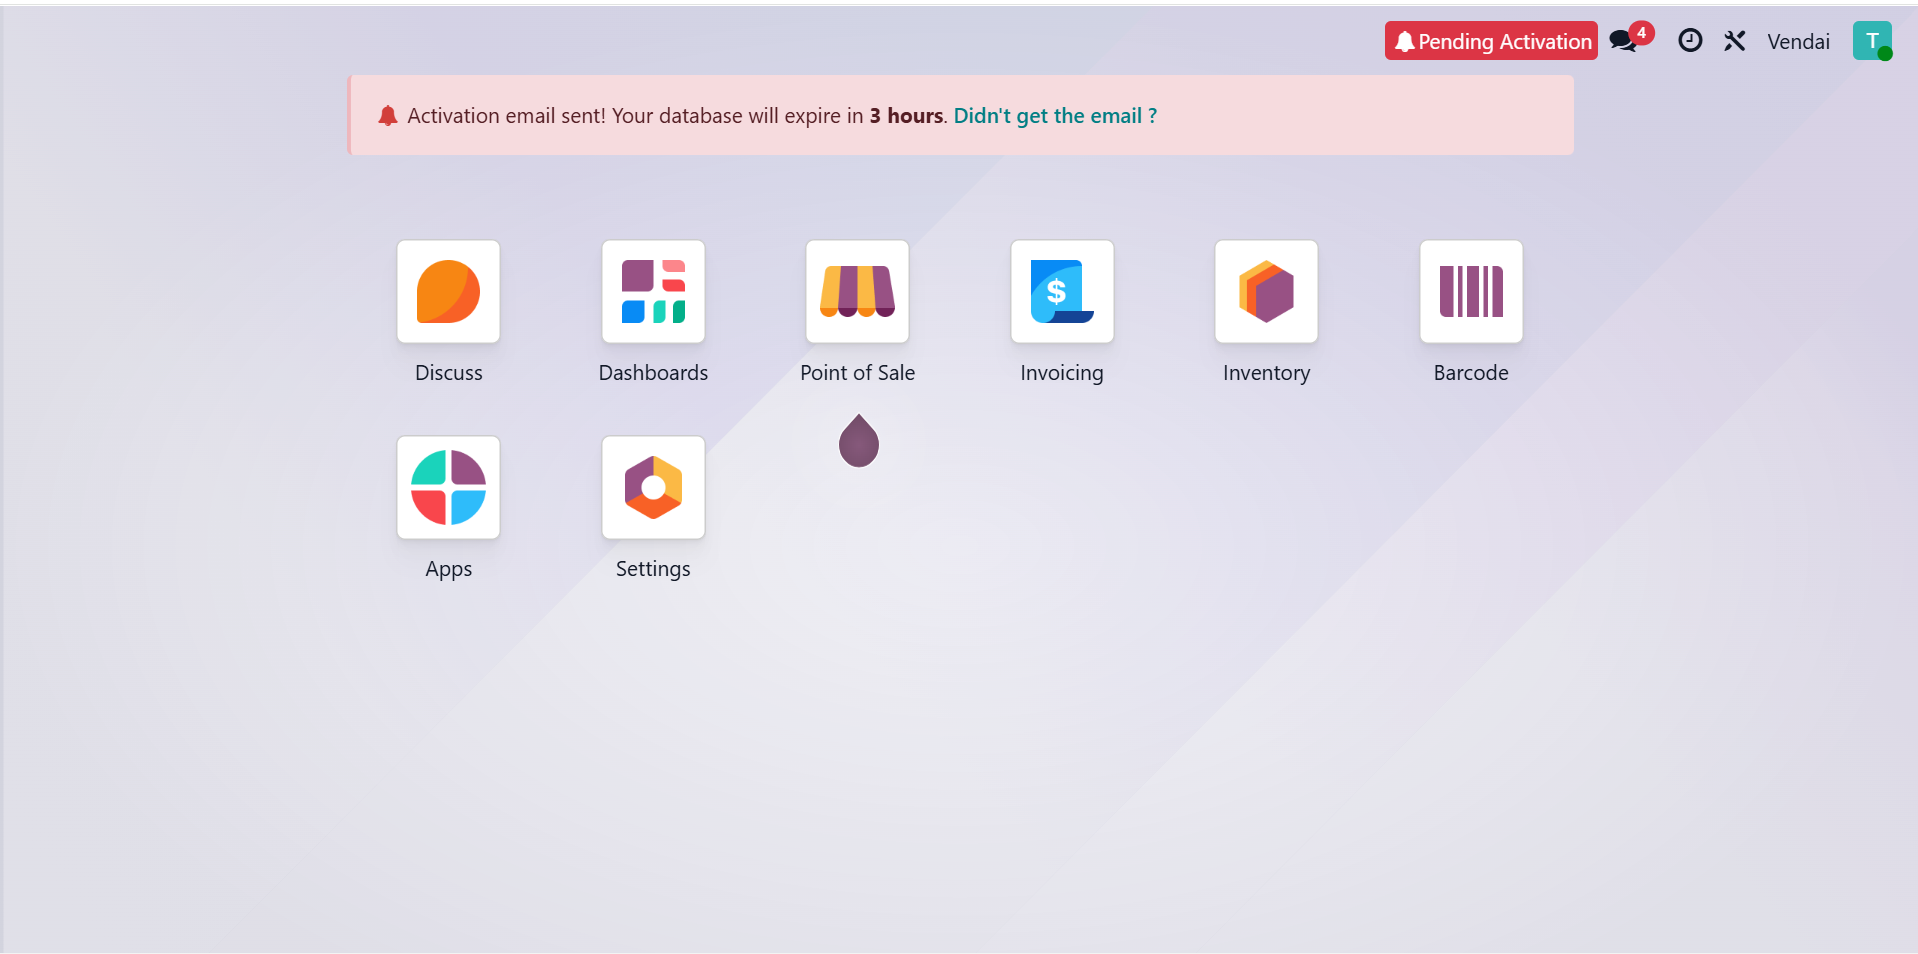 Pending Activation 4 Vendai T
Activation email sent! Your database will expire in 3 hours. Didn't get the email ?
$
Discuss Dashboards Point of Sale Invoicing Inventory Barcode
Apps Settings